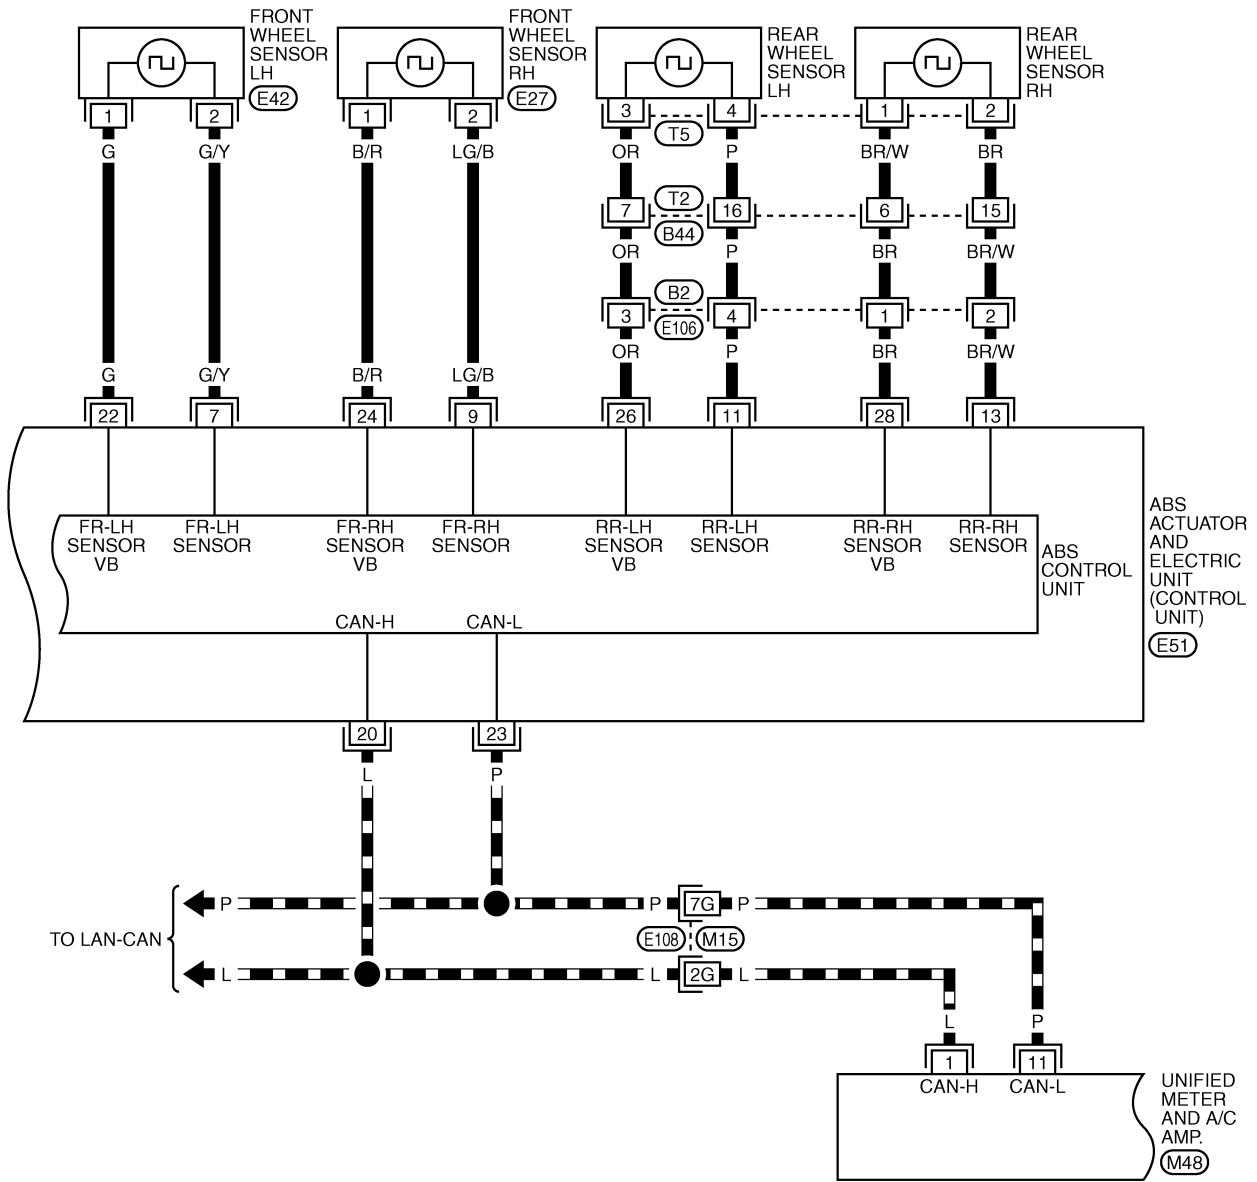 FRONT
WHEEL
SENSOR
LH
E42
FRONT
WHEEL
SENSOR
RH
E27
REAR
WHEEL
SENSOR
LH
REAR
WHEEL
SENSOR
RH
1 2 1 2 3 4 1 2
T5
G G/Y B/R LG/B OR P BR/W BR
T2
7 16 6 15
B44
OR P BR BR/W
B2
3 4 1 2
E106
OR P BR BR/W
G G/Y B/R LG/B
22 7 24 9 26 11 28 13
FR-LH
SENSOR
VB
FR-LH
SENSOR
FR-RH
SENSOR
VB
FR-RH
SENSOR
RR-LH
SENSOR
VB
RR-LH
SENSOR
RR-RH
SENSOR
VB
RR-RH
SENSOR
ABS
CONTROL
UNIT
ABS
ACTUATOR
AND
ELECTRIC
UNIT
(CONTROL
UNIT)
E51
CAN-H CAN-L
20 23
L P
P P 7G P
TO LAN-CAN
E108 M15
L L 2G L
L P
1 11
CAN-H CAN-L
UNIFIED
METER
AND A/C
AMP.
M48